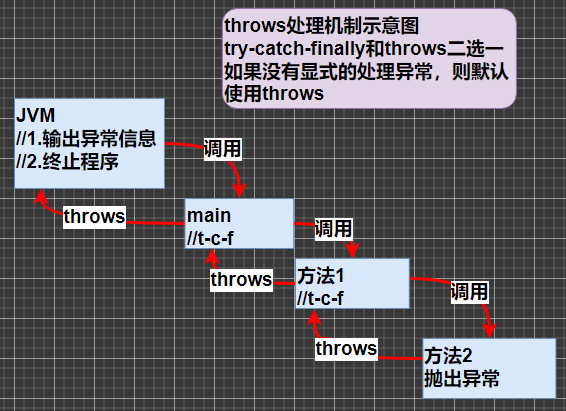 throws处理机制示意图
try-catch-finally和throws二选一
如果没有显式的处理异常，则默认
使用throws
JVM
//1.输出异常信息
//2.终止程序
调用
throws
main
//t-c-f
调用
throws
方法1
//t-c-f
调用
throws
方法2
抛出异常